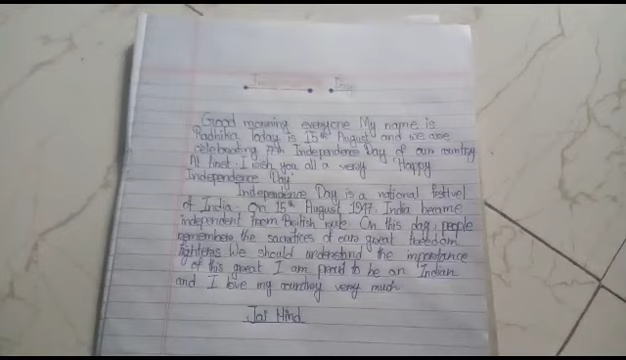 Day
Good morning everyone My name is
Radhika Today is 15th August and we are
celebrating 77th Independence Day of our country
At first I wish you all a very Happy
Independence Day
Independence Day is a national festival
of India. On 15th August 1947. India became
independent from British rule On this day people
remember the sacrifices of our great freedom
fighters We should understand the importance
of this great I am proud to be an Indian
and I love my country very much
Jai Hind